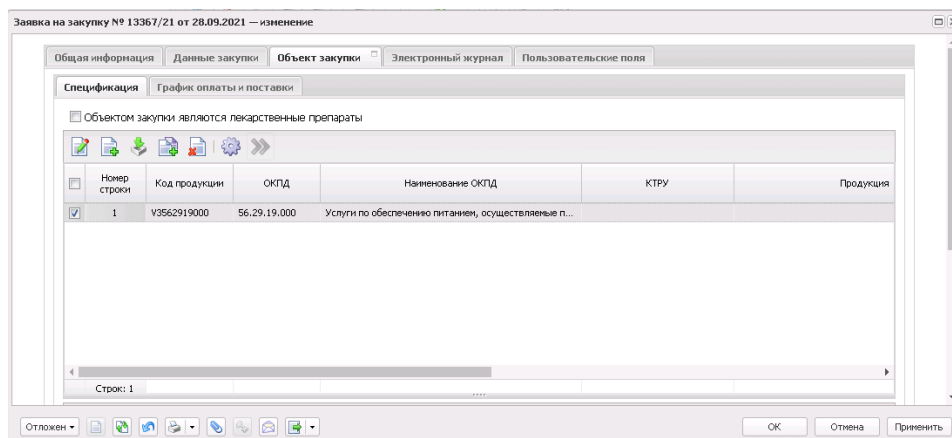 Заявка на закупку № 13367/21 от 28.09.2021 — изменение
Общая информация Данные закупки Объект закупки Электронный журнал Пользовательские поля
Спецификация График оплаты и поставки
Объектом закупки являются лекарственные препараты
Номер строки Код продукции ОКПД Наименование ОКПД КТРУ Продукция
1 V3562919000 56.29.19.000 Услуги по обеспечению питанием, осуществляемые п...
Строк: 1
Отложен ОК Отмена Применить